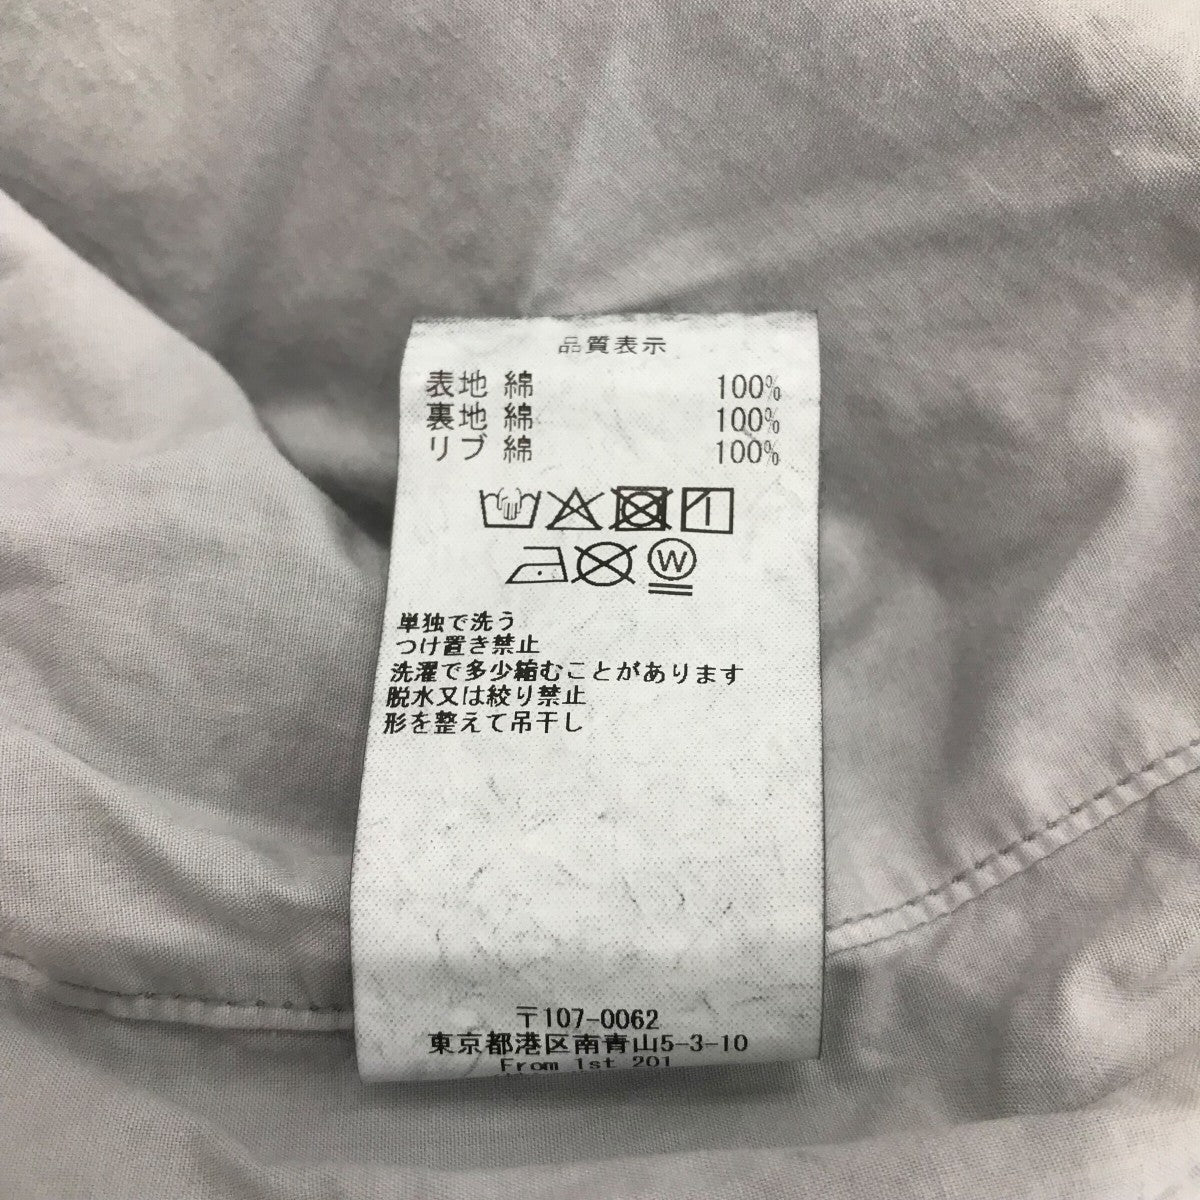 品質表示
表地 綿 100%
裏地 綿 100%
リブ 綿 100%
W
単独で洗う
つけ置き禁止
洗濯で多少縮むことがあります
脱水又は絞り禁止
形を整えて吊干し
〒107-0062
東京都港区南青山5-3-10
From 1st 201